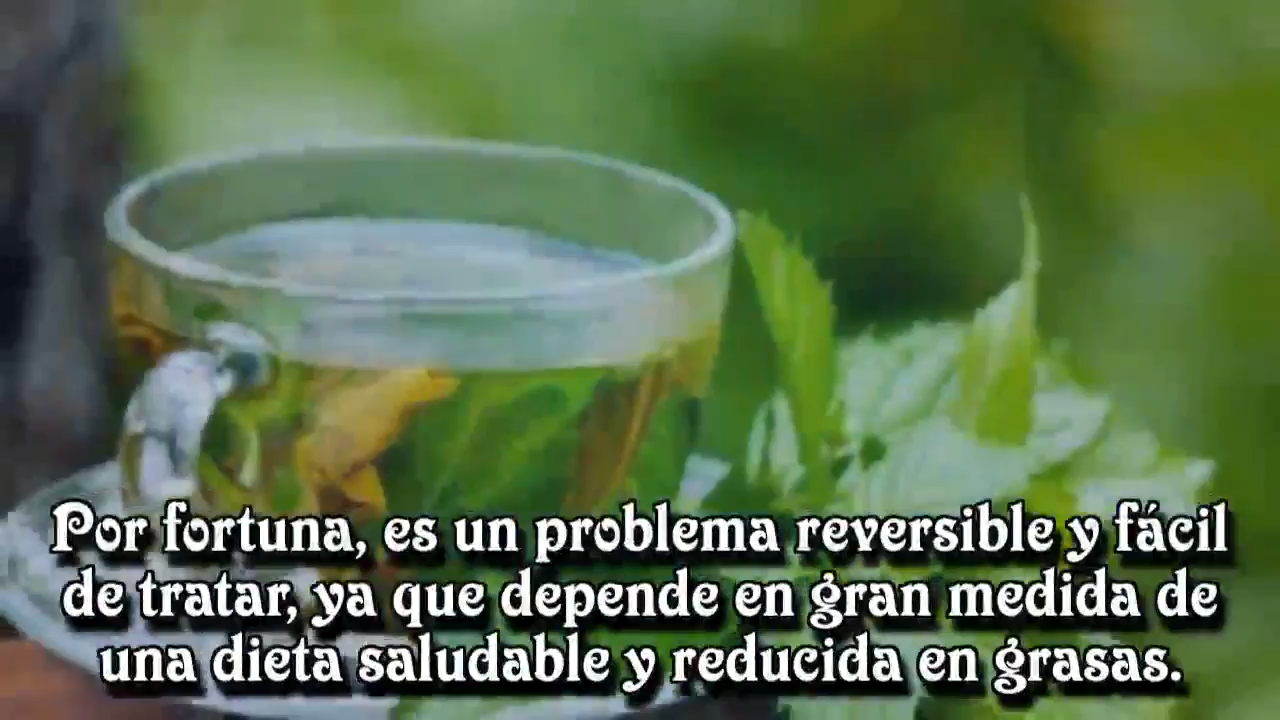 Por fortuna, es un problema reversible y fácil
de tratar, ya que depende en gran medida de
una dieta saludable y reducida en grasas.